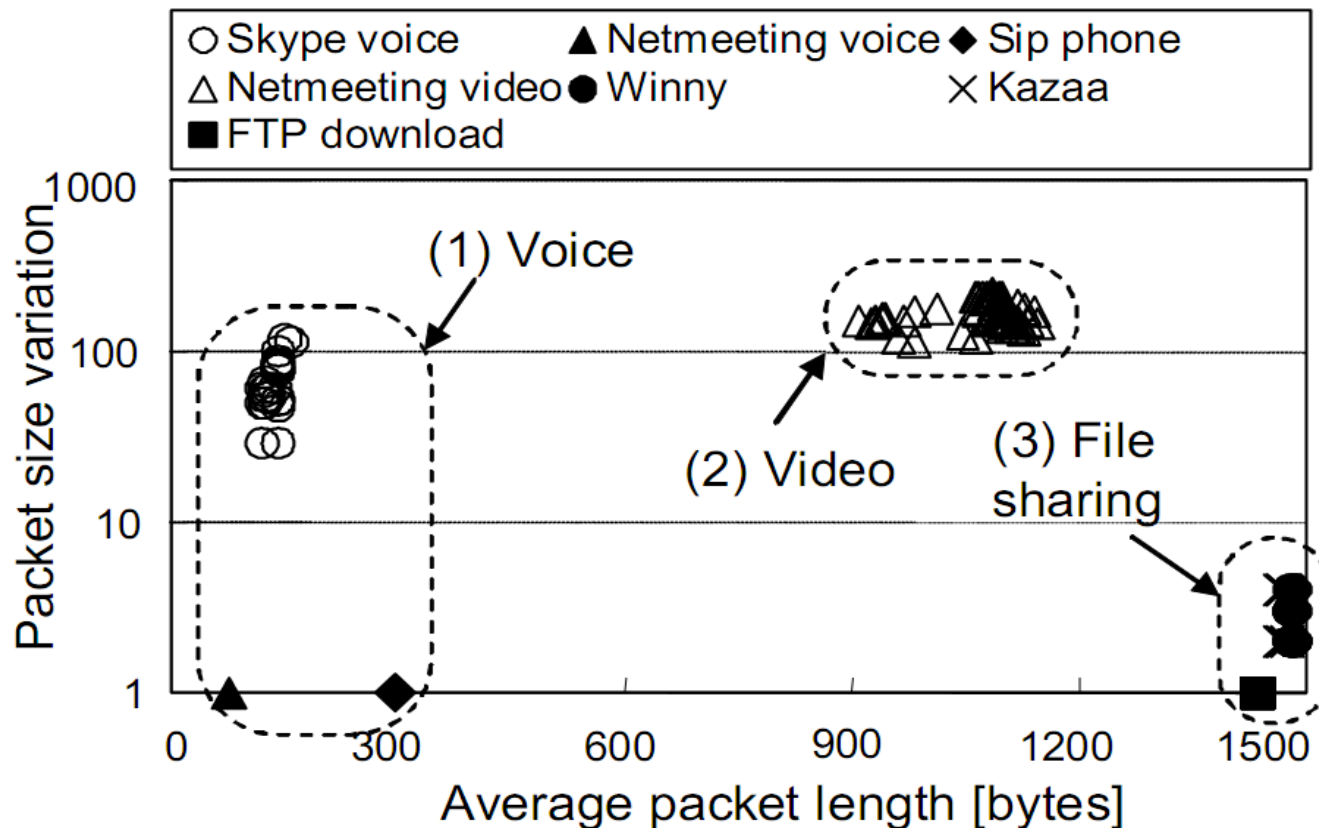 Skype voice Netmeeting voice Sip phone
Netmeeting video Winny Kazaa
FTP download
1000
(1) Voice
100
(2) Video
(3) File
sharing
10
1
Packet size variation
0 300 600 900 1200 1500
Average packet length [bytes]